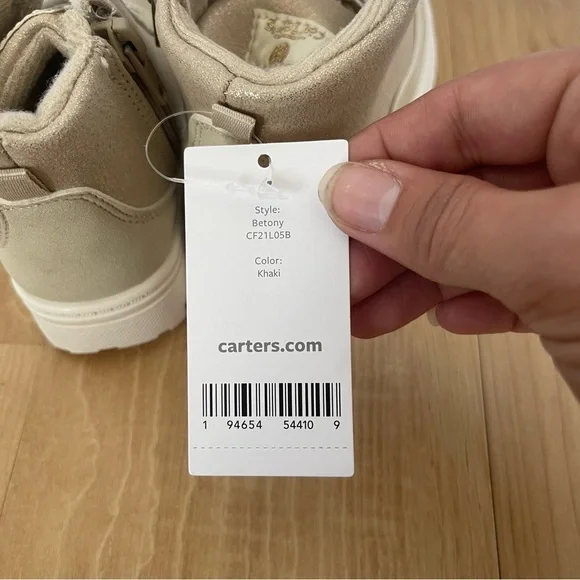 Style:
Betony
CF21L05B
Color:
Khaki
carters.com
1 94654 54410 9